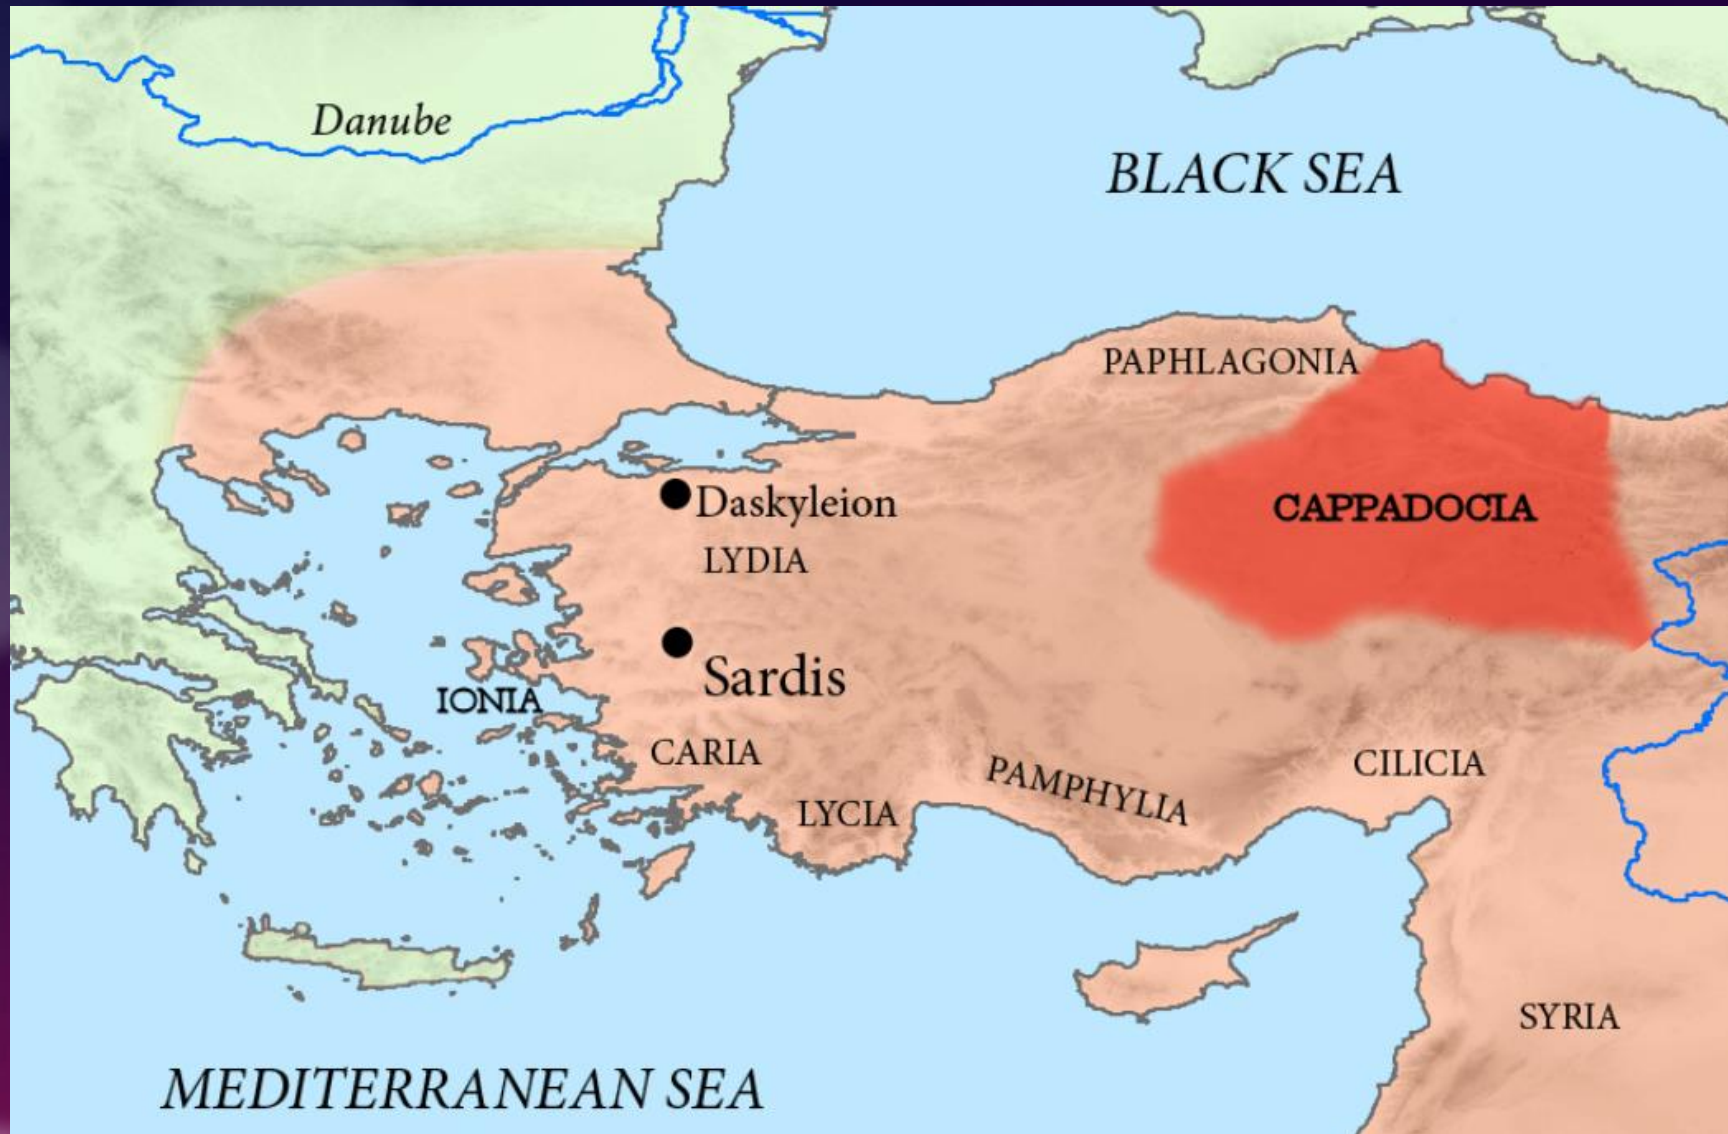 Danube
BLACK SEA
PAPHLAGONIA
Daskyleion
CAPPADOCIA
LYDIA
Sardis
IONIA
CARIA
PAMPHYLIA
CILICIA
LYCIA
SYRIA
MEDITERRANEAN SEA